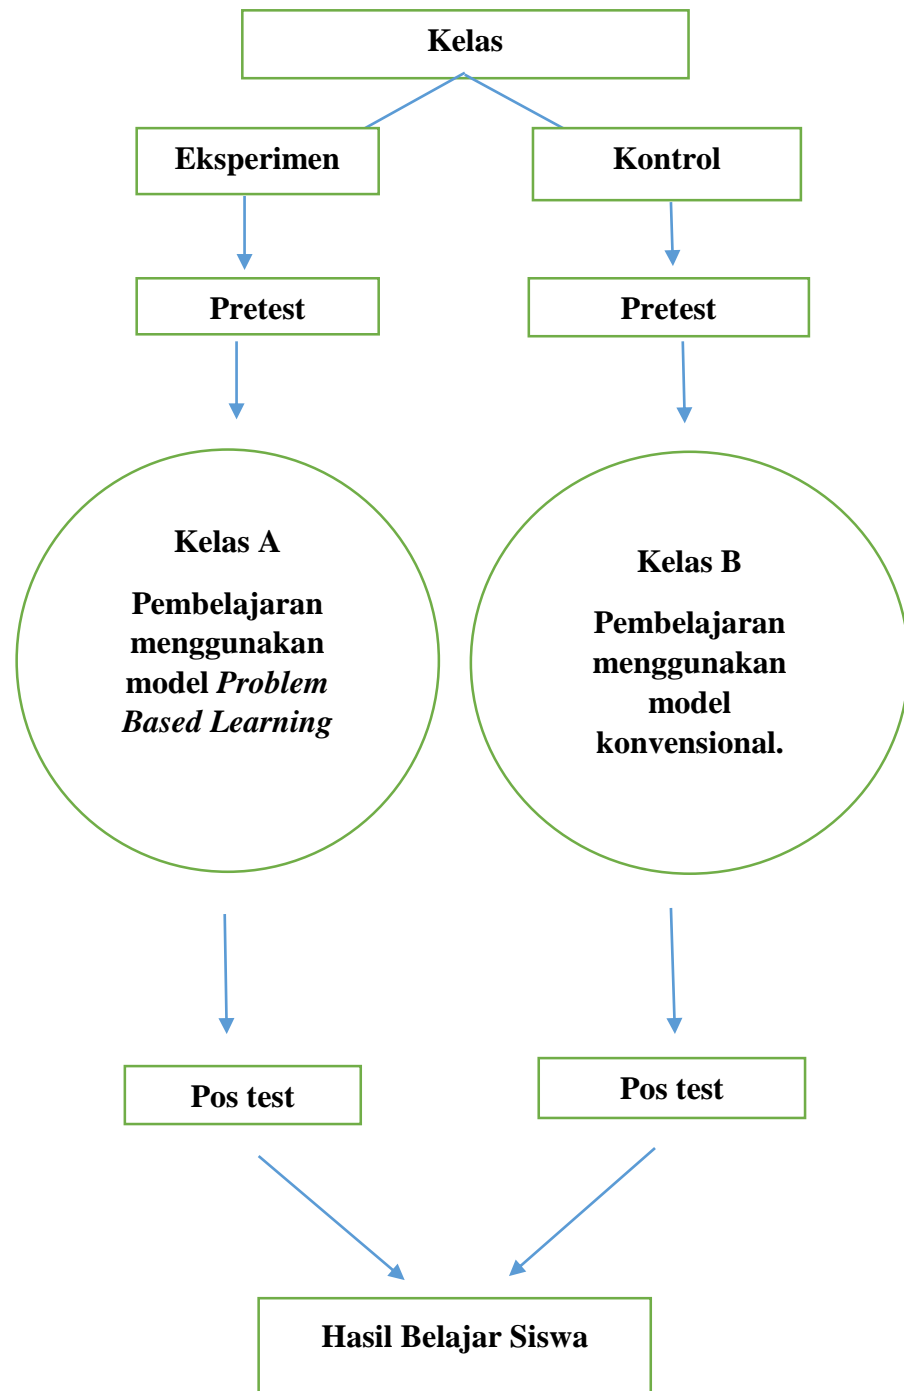 Kelas
Eksperimen
Kontrol
Pretest
Pretest
Kelas A
Pembelajaran
menggunakan
model Problem
Based Learning
Kelas B
Pembelajaran
menggunakan
model
konvensional.
Pos test
Pos test
Hasil Belajar Siswa